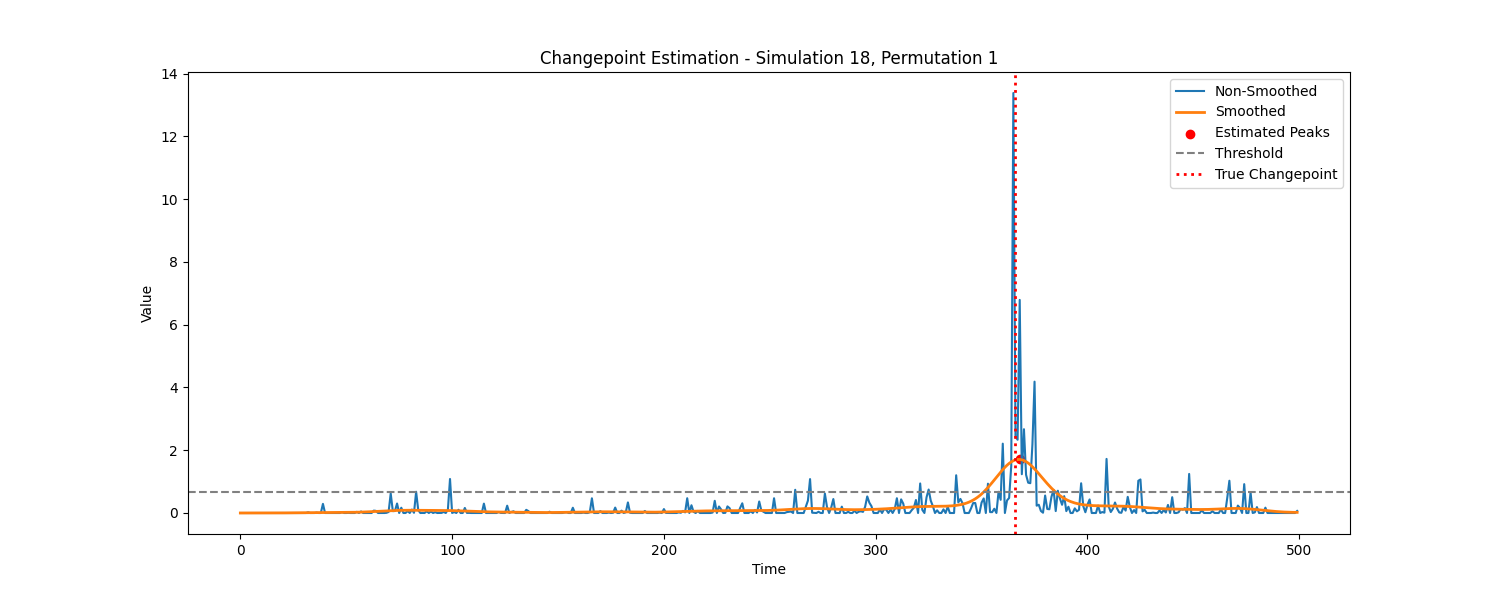 Changepoint Estimation - Simulation 18, Permutation 1
14
12
10
8
6
4
2
0
Value
0
100
200
300
400
500
Time
Non-Smoothed
Smoothed
Estimated Peaks
Threshold
True Changepoint